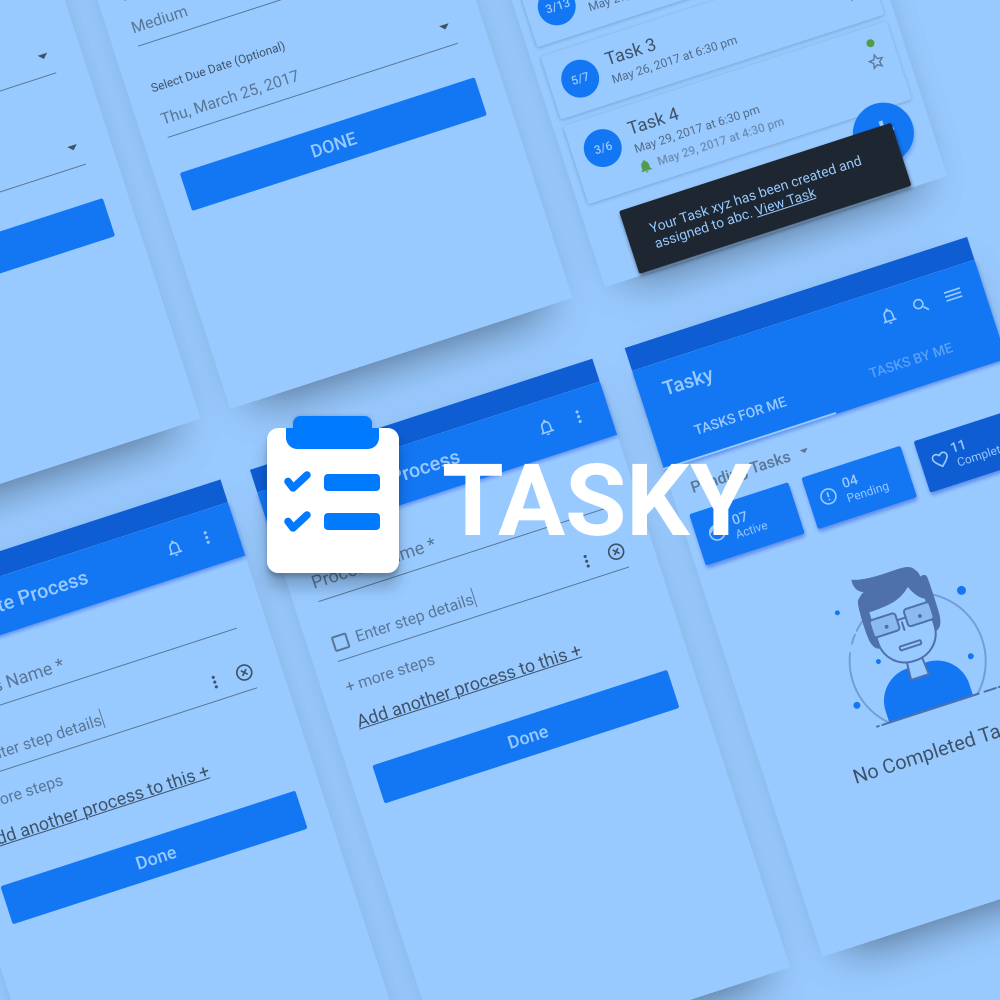 Medium
Select Due Date (Optional)
Thu, March 25, 2017
DONE
3/13
5/7
Task 3
May 26, 2017 at 6:30 pm
3/6
Task 4
May 29, 2017 at 6:30 pm
May 29, 2017 at 4:30 pm
Your Task xyz has been created and
assigned to abc. View Task
Tasky
TASKS FOR ME
TASKS BY ME
Tasks
07
Active
04
Pending
11
Complet
No Completed Ta
TASKY
rocess
me *
Enter step details
+ more steps
Add another process to this +
Done
te Process
s Name *
ter step details
ore steps
dd another process to this +
Done